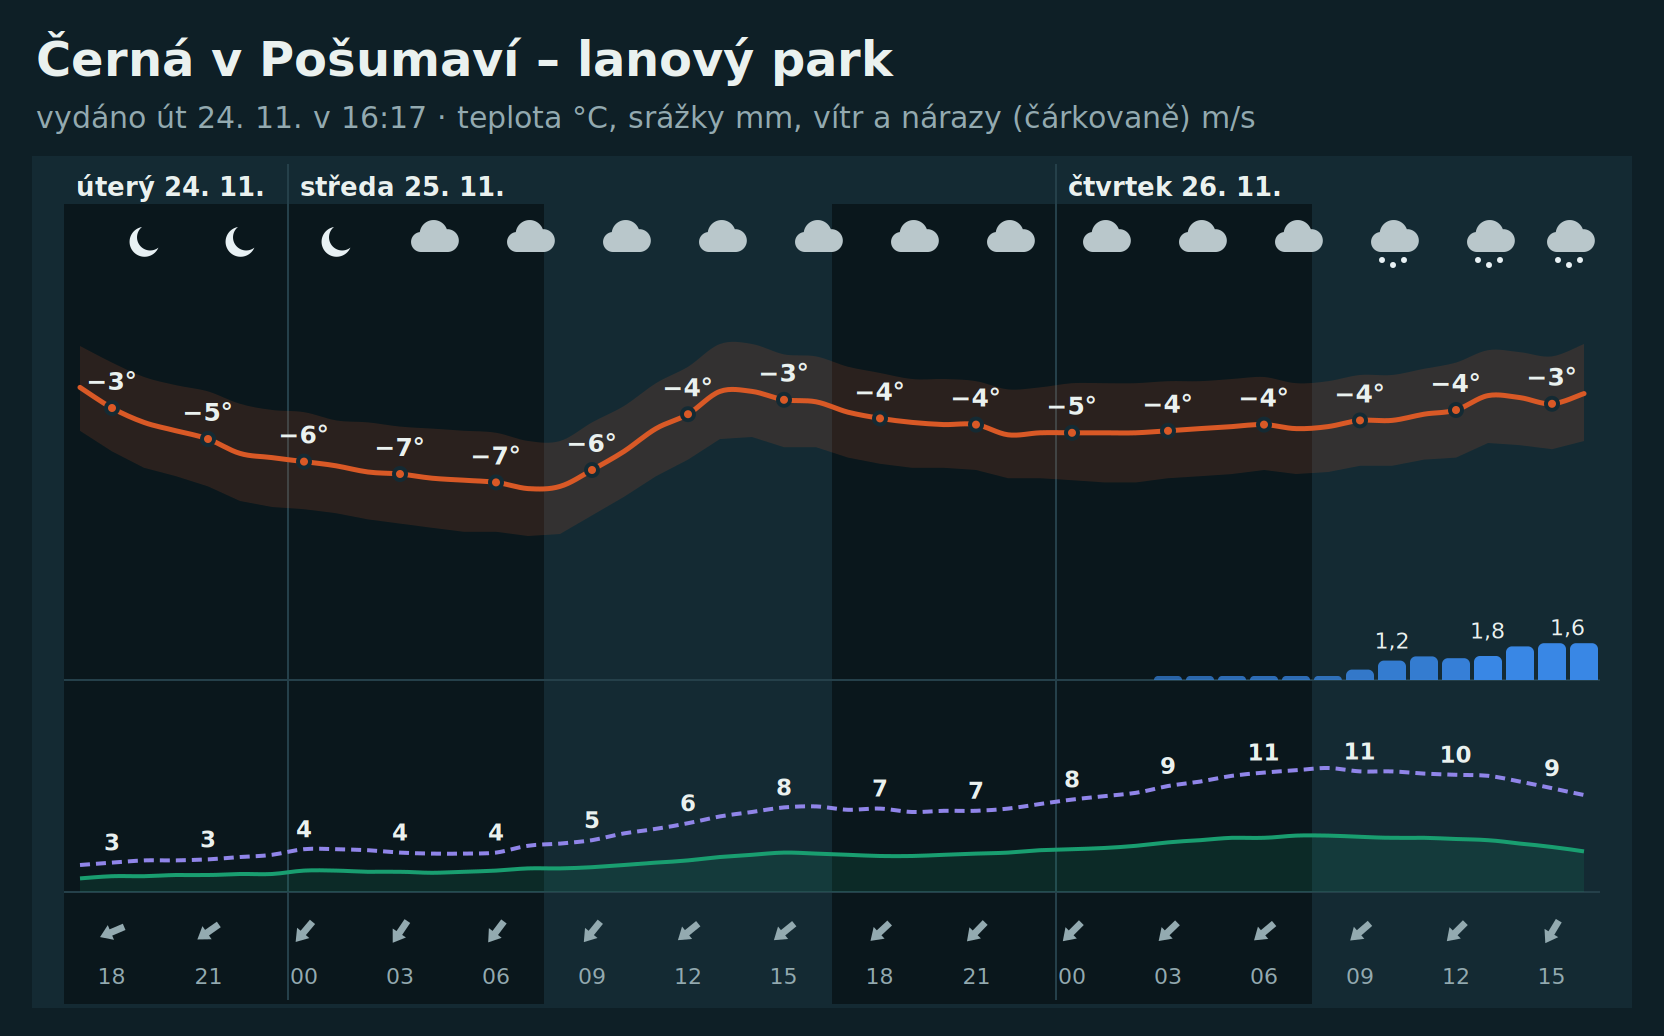 Černá v Pošumaví – lanový park
vydáno út 24. 11. v 16:17 · teplota °C, srážky mm, vítr a nárazy (čárkovaně) m/s
úterý 24. 11. středa 25. 11. čtvrtek 26. 11.
−3° −5° −6° −7° −7° −6° −4° −3° −4° −4° −5° −4° −4° −4° −4° −3°
1,2 1,8 1,6
3 3 4 4 4 5 6 8 7 7 8 9 11 11 10 9
18 21 00 03 06 09 12 15 18 21 00 03 06 09 12 15